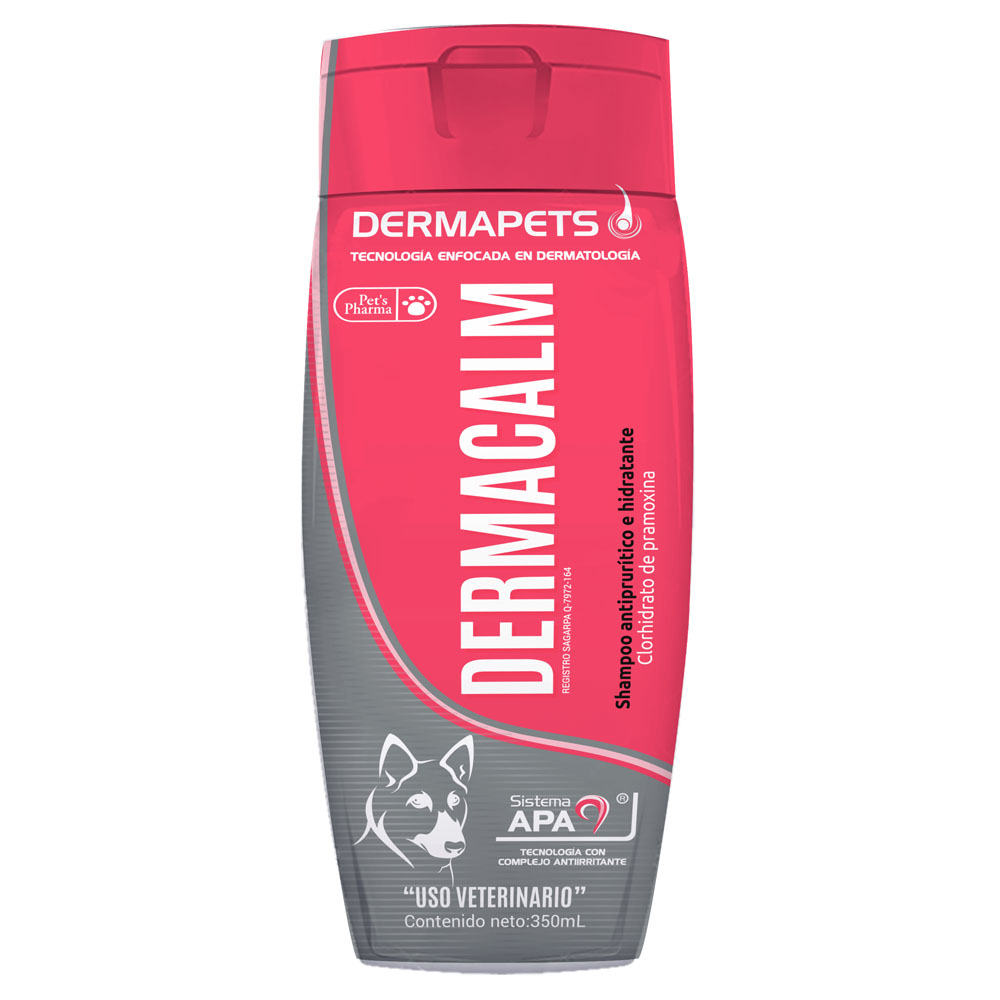 DERMAPETS
TECNOLOGÍA ENFOCADA EN DERMATOLOGÍA
Pet's
Pharma
DERMACALM
REGISTRO SAGARPA Q-7972-164
Shampoo antiprurítico e hidratante
Clorhidrato de pramoxina
Sistema
APA ®
TECNOLOGÍA CON
COMPLEJO ANTIIRRITANTE
“USO VETERINARIO”
Contenido neto:350mL